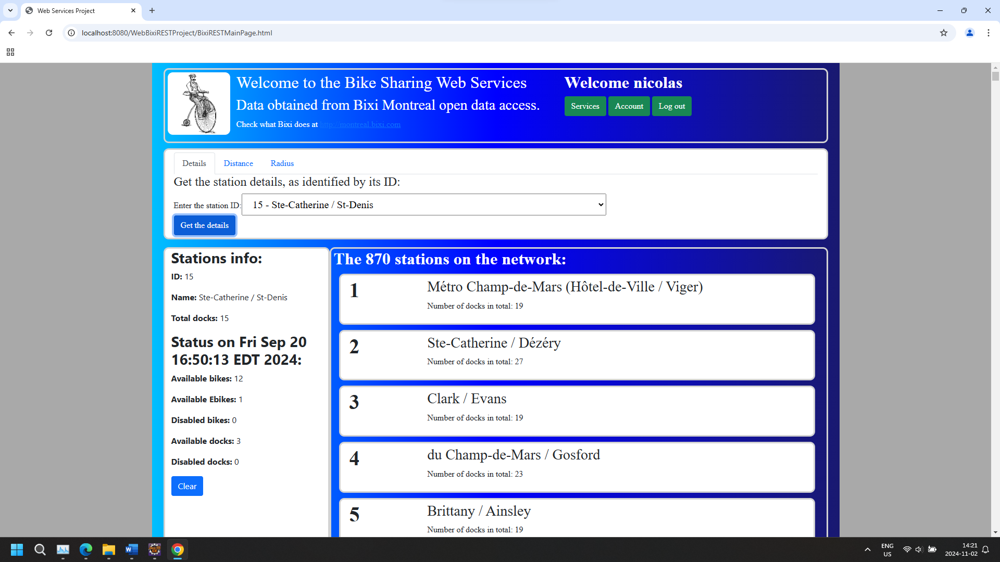 Web Services Project
localhost:8080/WebBixiRESTProject/BixiRESTMainPage.html
Welcome to the Bike Sharing Web Services
Data obtained from Bixi Montreal open data access.
Check what Bixi does at http://montreal.bixi.com
Welcome nicolas
Services Account Log out
Details Distance Radius
Get the station details, as identified by its ID:
Enter the station ID: 15 - Ste-Catherine / St-Denis
Get the details
Stations info:
ID: 15
Name: Ste-Catherine / St-Denis
Total docks: 15
Status on Fri Sep 20
16:50:13 EDT 2024:
Available bikes: 12
Available Ebikes: 1
Disabled bikes: 0
Available docks: 3
Disabled docks: 0
Clear
The 870 stations on the network:
1 Métro Champ-de-Mars (Hôtel-de-Ville / Viger)
Number of docks in total: 19
2 Ste-Catherine / Dézéry
Number of docks in total: 27
3 Clark / Evans
Number of docks in total: 19
4 du Champ-de-Mars / Gosford
Number of docks in total: 23
5 Brittany / Ainsley
Number of docks in total: 19
ENG
US
14:21
2024-11-02